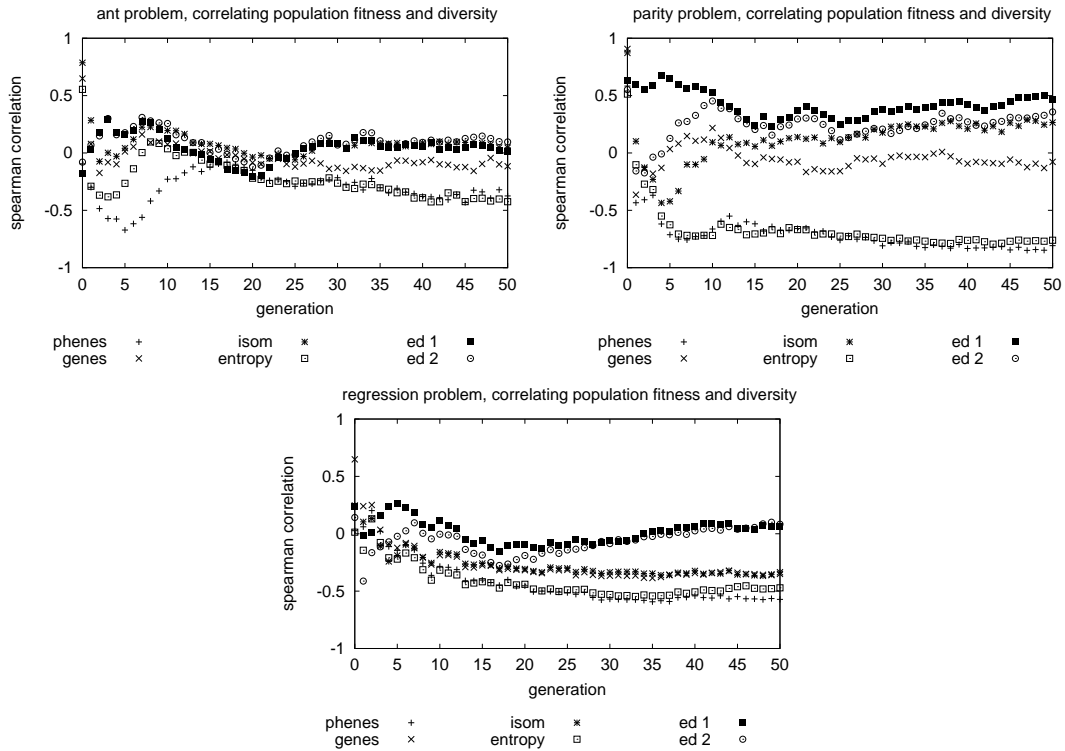 ant problem, correlating population fitness and diversity
1
0.5
0
-0.5
-1
spearman correlation
0 5 10 15 20 25 30 35 40 45 50
generation
phenes isom ed 1
genes entropy ed 2
parity problem, correlating population fitness and diversity
1
0.5
0
-0.5
-1
spearman correlation
0 5 10 15 20 25 30 35 40 45 50
generation
phenes isom ed 1
genes entropy ed 2
regression problem, correlating population fitness and diversity
1
0.5
0
-0.5
-1
spearman correlation
0 5 10 15 20 25 30 35 40 45 50
generation
phenes isom ed 1
genes entropy ed 2